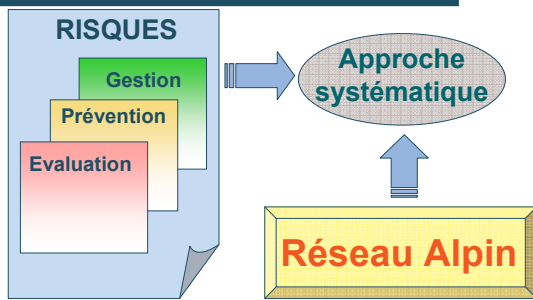 RISQUES
Gestion
Prévention
Evaluation
Approche
systématique
Réseau Alpin